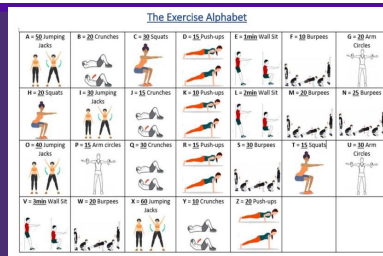 The Exercise Alphabet
A = 50 Jumping
Jacks
B = 20 Crunches
C = 30 Squats
D = 15 Push-ups
E = 1min Wall Sit
F = 10 Burpees
G = 20 Arm
Circles
H = 20 Squats
I = 30 Jumping
Jacks
J = 15 Crunches
K = 10 Push-ups
L = 2min Wall Sit
M = 20 Burpees
N = 25 Burpees
O = 40 Jumping
Jacks
P = 15 Arm circles
Q = 30 Crunches
R = 15 Push-ups
S = 30 Burpees
T = 15 Squats
U = 30 Arm
Circles
V = 3min Wall Sit
W = 20 Burpees
X = 60 Jumping
Jacks
Y = 10 Crunches
Z = 20 Push-ups